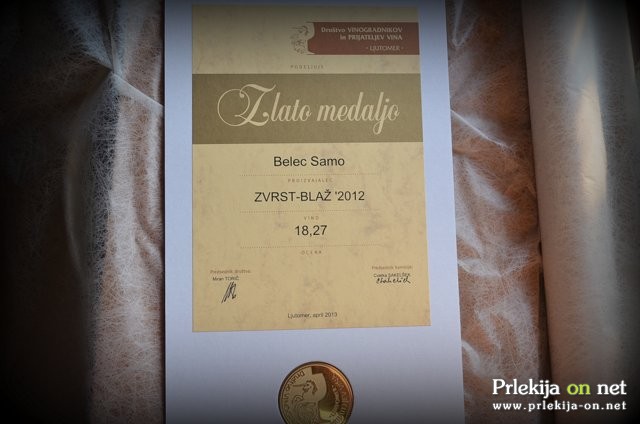 Društvo VINOGRADNIKOV
in PRIJATELJEV VINA
- LJUTOMER -
PODELJUJE
Zlato medaljo
Belec Samo
PROIZVAJALEC
ZVRST-BLAŽ '2012
VINO
18,27
OCENA
Predsednik društva:
Predsednik komisije:
Ljutomer, april 2013
Prlekija on net
www.prlekija-on.net